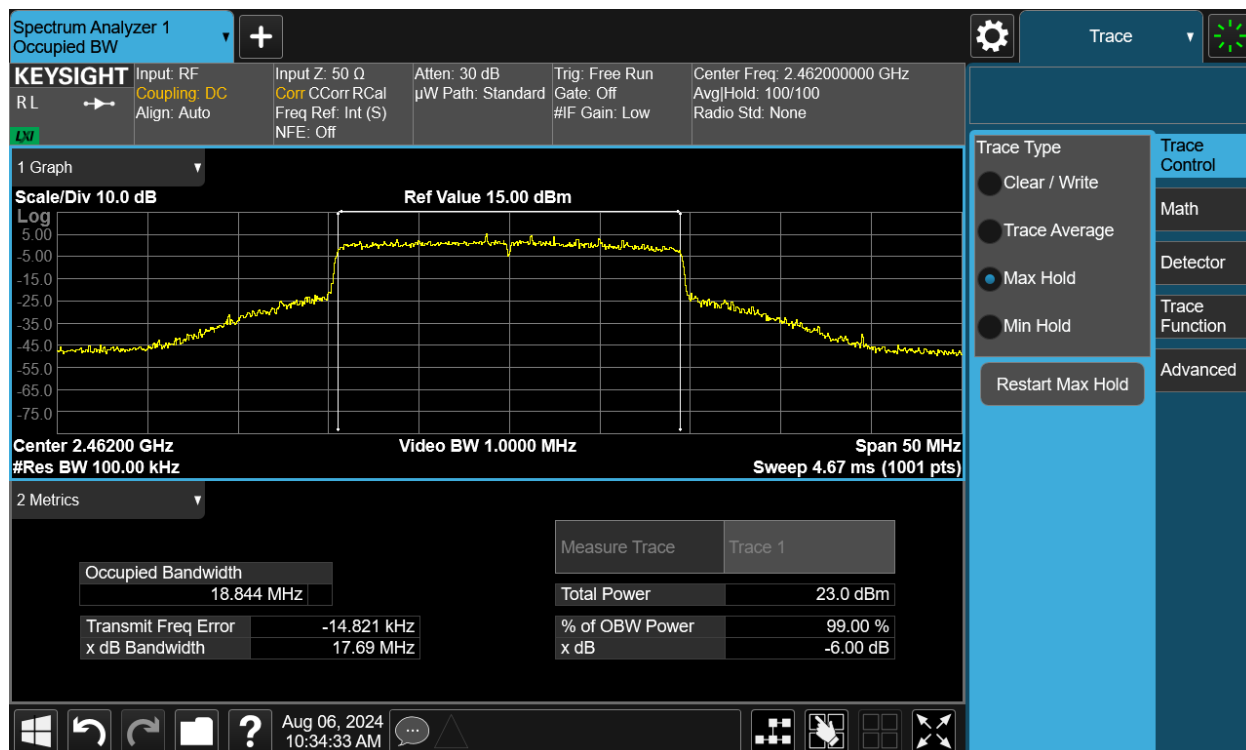 Spectrum Analyzer 1
Occupied BW
Trace
KEYSIGHT
R L
LXI
Input: RF
Coupling: DC
Align: Auto
Input Z: 50 Ω
Corr CCorr RCal
Freq Ref: Int (S)
NFE: Off
Atten: 30 dB
µW Path: Standard
Trig: Free Run
Gate: Off
#IF Gain: Low
Center Freq: 2.462000000 GHz
Avg|Hold: 100/100
Radio Std: None
1 Graph
Scale/Div 10.0 dB
Ref Value 15.00 dBm
Log
5.00
-5.00
-15.0
-25.0
-35.0
-45.0
-55.0
-65.0
-75.0
Center 2.46200 GHz
Video BW 1.0000 MHz
Span 50 MHz
#Res BW 100.00 kHz
Sweep 4.67 ms (1001 pts)
2 Metrics
Measure Trace Trace 1
Occupied Bandwidth
18.844 MHz
Total Power 23.0 dBm
Transmit Freq Error -14.821 kHz
% of OBW Power 99.00 %
x dB Bandwidth 17.69 MHz
x dB -6.00 dB
Trace Type
Clear / Write
Trace Average
Max Hold
Min Hold
Restart Max Hold
Trace
Control
Math
Detector
Trace
Function
Advanced
?
Aug 06, 2024
10:34:33 AM